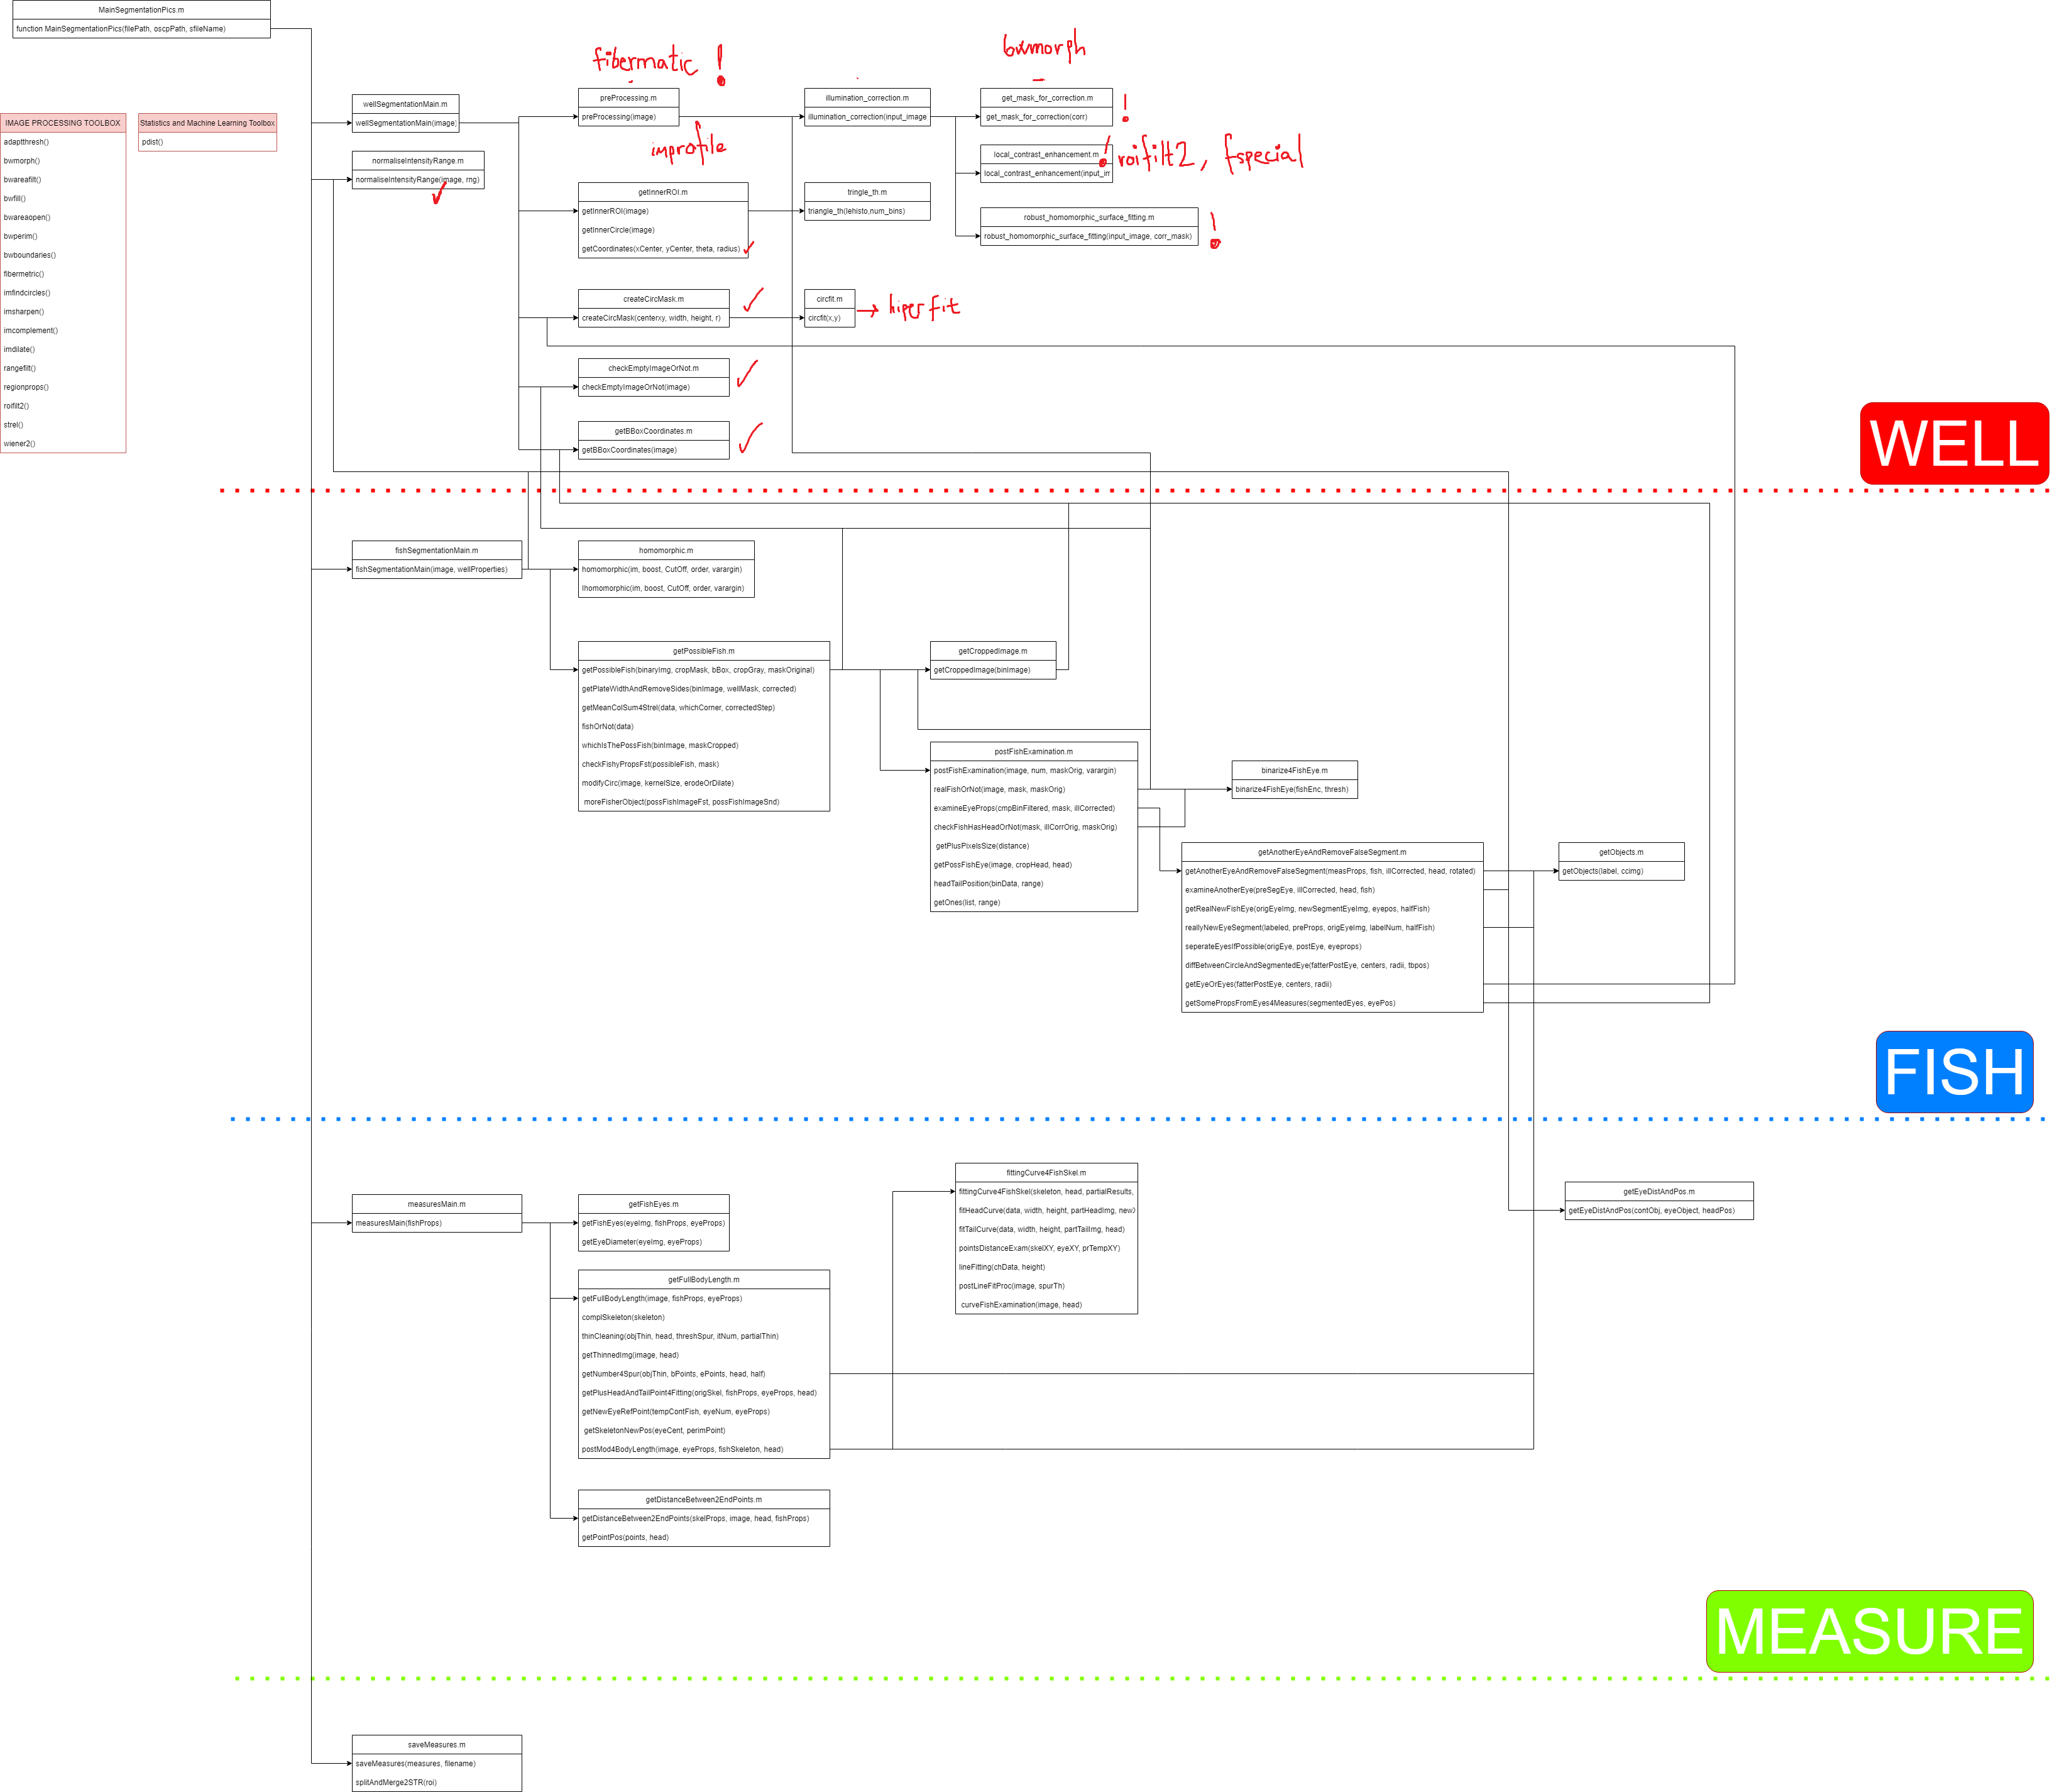 MainSegmentationPics.m
function MainSegmentationPics(filePath, oscpPath, sfileName)
IMAGE PROCESSING TOOLBOX
adaptthresh()
bwmorph()
bwareafilt()
bwfill()
bwareaopen()
bwperim()
bwboundaries()
fibermetric()
imfindcircles()
imsharpen()
imcomplement()
imdilate()
rangefilt()
regionprops()
roifilt2()
strel()
wiener2()
Statistics and Machine Learning Toolbox
pdist()
wellSegmentationMain.m
wellSegmentationMain(image)
normaliseIntensityRange.m
normaliseIntensityRange(image, rng)
fibermatic !
preProcessing.m
preProcessing(image)
improfile
getInnerROI.m
getInnerROI(image)
getInnerCircle(image)
getCoordinates(xCenter, yCenter, theta, radius)
createCircMask.m
createCircMask(centerxy, width, height, r)
checkEmptyImageOrNot.m
checkEmptyImageOrNot(image)
getBBoxCoordinates.m
getBBoxCoordinates(image)
illumination_correction.m
illumination_correction(input_image
tringle_th.m
triangle_th(lehisto,num_bins)
circfit.m
circfit(x,y)
→ hiperfit
bwmorph
get_mask_for_correction.m
get_mask_for_correction(corr)
!
local_contrast_enhancement.m
local_contrast_enhancement(input_im
! roifilt2, fspecial
robust_homomorphic_surface_fitting.m
robust_homomorphic_surface_fitting(input_image, corr_mask)
!
WELL
fishSegmentationMain.m
fishSegmentationMain(image, wellProperties)
homomorphic.m
homomorphic(im, boost, CutOff, order, varargin)
lhomomorphic(im, boost, CutOff, order, varargin)
getPossibleFish.m
getPossibleFish(binaryImg, cropMask, bBox, cropGray, maskOriginal)
getPlateWidthAndRemoveSides(binImage, wellMask, corrected)
getMeanColSum4Strel(data, whichCorner, correctedStep)
fishOrNot(data)
whichIsThePossFish(binImage, maskCropped)
checkFishyPropsFst(possibleFish, mask)
modifyCirc(image, kernelSize, erodeOrDilate)
moreFisherObject(possFishImageFst, possFishImageSnd)
getCroppedImage.m
getCroppedImage(binImage)
postFishExamination.m
postFishExamination(image, num, maskOrig, varargin)
realFishOrNot(image, mask, maskOrig)
examineEyeProps(cmpBinFiltered, mask, illCorrected)
checkFishHasHeadOrNot(mask, illCorrOrig, maskOrig)
getPlusPixelsSize(distance)
getPossFishEye(image, cropHead, head)
headTailPosition(binData, range)
getOnes(list, range)
binarize4FishEye.m
binarize4FishEye(fishEnc, thresh)
getAnotherEyeAndRemoveFalseSegment.m
getAnotherEyeAndRemoveFalseSegment(measProps, fish, illCorrected, head, rotated)
examineAnotherEye(preSegEye, illCorrected, head, fish)
getRealNewFishEye(origEyeImg, newSegmentEyeImg, eyepos, halfFish)
reallyNewEyeSegment(labeled, preProps, origEyeImg, labelNum, halfFish)
seperateEyesIfPossible(origEye, postEye, eyeprops)
diffBetweenCircleAndSegmentedEye(fatterPostEye, centers, radii, tbpos)
getEyeOrEyes(fatterPostEye, centers, radii)
getSomePropsFromEyes4Measures(segmentedEyes, eyePos)
getObjects.m
getObjects(label, ccimg)
FISH
measuresMain.m
measuresMain(fishProps)
getFishEyes.m
getFishEyes(eyeImg, fishProps, eyeProps)
getEyeDiameter(eyeImg, eyeProps)
getFullBodyLength.m
getFullBodyLength(image, fishProps, eyeProps)
complSkeleton(skeleton)
thinCleaning(objThin, head, threshSpur, itNum, partialThin)
getThinnedImg(image, head)
getNumber4Spur(objThin, bPoints, ePoints, head, half)
getPlusHeadAndTailPoint4Fitting(origSkel, fishProps, eyeProps, head)
getNewEyeRefPoint(tempContFish, eyeNum, eyeProps)
getSkeletonNewPos(eyeCent, perimPoint)
postMod4BodyLength(image, eyeProps, fishSkeleton, head)
getDistanceBetween2EndPoints.m
getDistanceBetween2EndPoints(skelProps, image, head, fishProps)
getPointPos(points, head)
fittingCurve4FishSkel.m
fittingCurve4FishSkel(skeleton, head, partialResults,
fitHeadCurve(data, width, height, partHeadImg, newX
fitTailCurve(data, width, height, partTailImg, head)
pointsDistanceExam(skelXY, eyeXY, prTempXY)
lineFitting(chData, height)
postLineFitProc(image, spurTh)
curveFishExamination(image, head)
getEyeDistAndPos.m
getEyeDistAndPos(contObj, eyeObject, headPos)
MEASURE
saveMeasures.m
saveMeasures(measures, filename)
splitAndMerge2STR(roi)